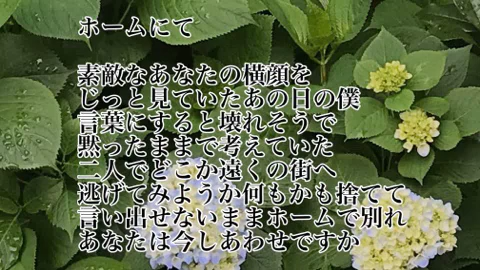 ホームにて
素敵なあなたの横顔を
じっと見ていたあの日の僕
言葉にすると壊れそうで
黙ったままで考えていた
二人でどこか遠くの街へ
逃げてみようか何もかも捨てて
言い出せないままホームで別れ
あなたは今しあわせですか